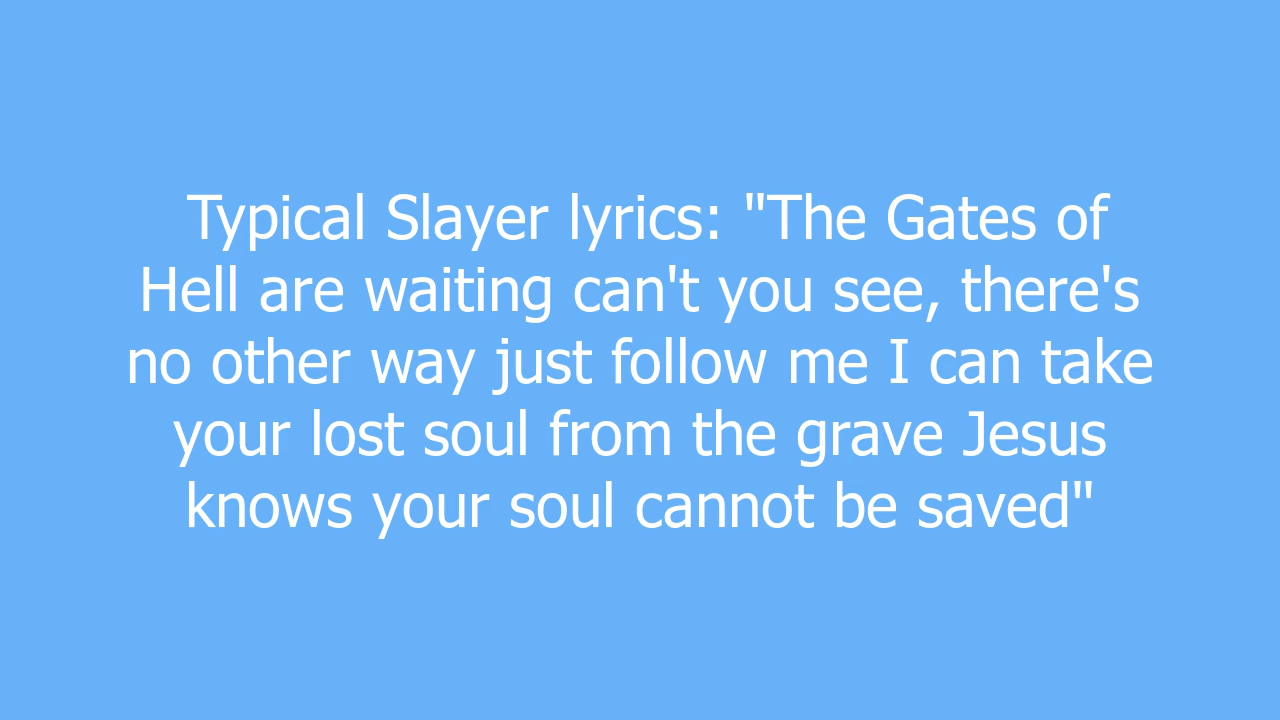 Typical Slayer lyrics: "The Gates of
Hell are waiting can't you see, there's
no other way just follow me I can take
your lost soul from the grave Jesus
knows your soul cannot be saved"